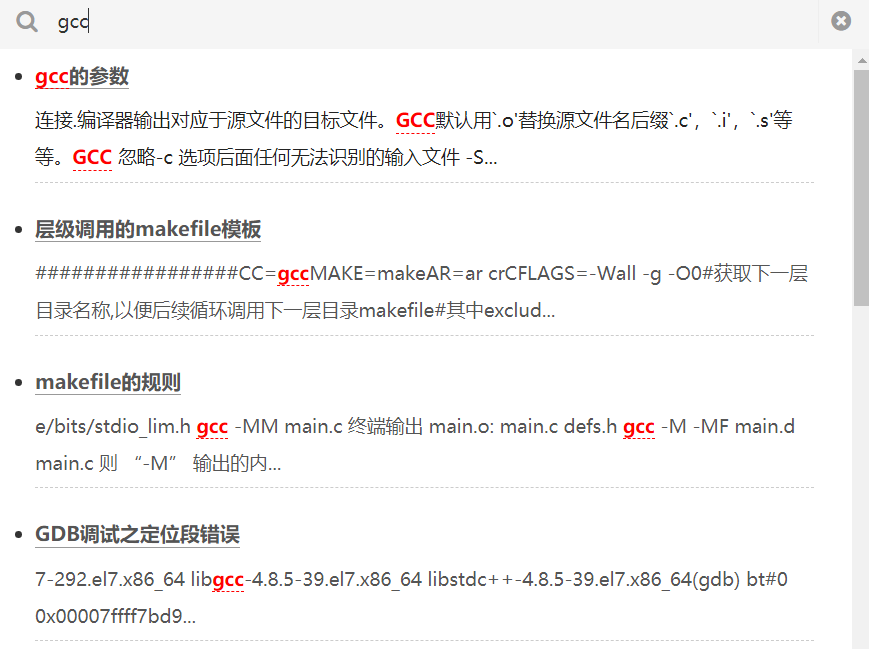 gcc
gcc的参数
连接.编译器输出对应于源文件的目标文件。GCC默认用`.o'替换源文件名后缀`.c'，`.i'，`.s'等
等。GCC 忽略-c 选项后面任何无法识别的输入文件 -S...
层级调用的makefile模板
#################CC=gccMAKE=makeAR=ar crCFLAGS=-Wall -g -O0#获取下一层
目录名称,以便后续循环调用下一层目录makefile#其中exclud...
makefile的规则
e/bits/stdio_lim.h gcc -MM main.c 终端输出 main.o: main.c defs.h gcc -M -MF main.d
main.c 则 “-M” 输出的内...
GDB调试之定位段错误
7-292.el7.x86_64 libgcc-4.8.5-39.el7.x86_64 libstdc++-4.8.5-39.el7.x86_64(gdb) bt#0
0x00007ffff7bd9...